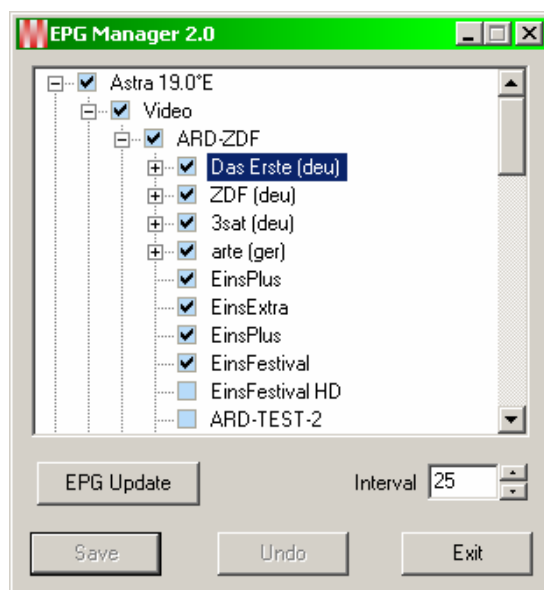 EPG Manager 2.0
Astra 19.0°E
Video
ARD-ZDF
Das Erste (deu)
ZDF (deu)
3sat (deu)
arte (ger)
EinsPlus
EinsExtra
EinsPlus
EinsFestival
EinsFestival HD
ARD-TEST-2
EPG Update Interval 25
Save Undo Exit